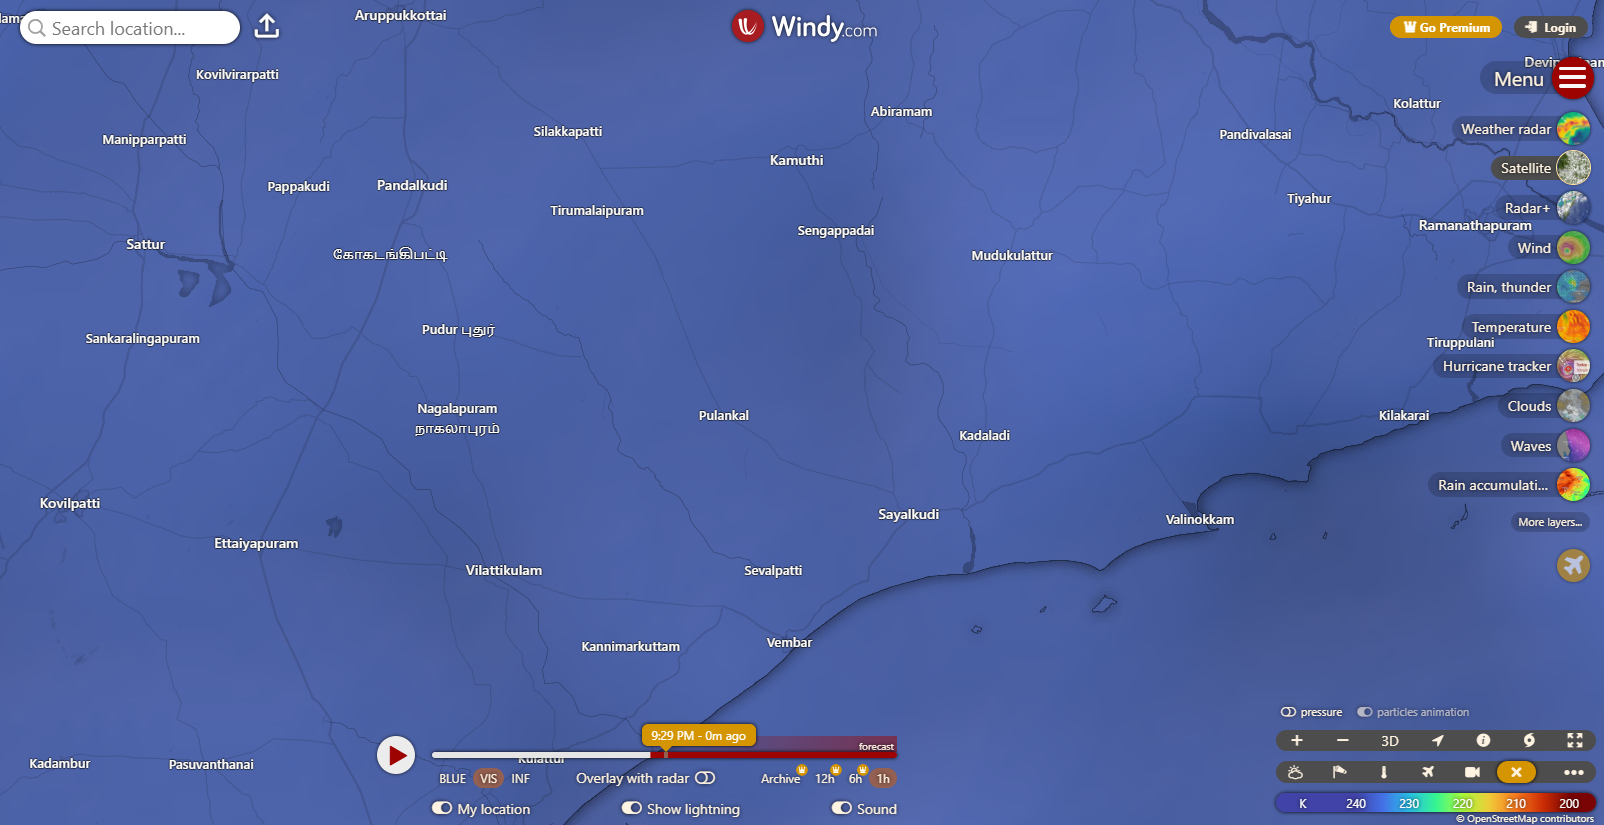 Aruppukkottai
Search location...
Windy.com
Go Premium
Login
Kovilvirarpatti
Menu
Abiramam
Kolattur
Manipparpatti
Silakkapatti
Pandivalasai
Weather radar
Kamuthi
Satellite
Pappakudi
Pandalkudi
Tirumalaipuram
Tiyahur
Radar+
Sengappadai
Ramanathapuram
Sattur
கோகடங்கிபட்டி
Mudukulattur
Wind
Rain, thunder
Pudur புதூர்
Temperature
Sankaralingapuram
Tiruppulani
Hurricane tracker
Nagalapuram
நாகலாபுரம்
Pulankal
Kilakarai
Clouds
Kadaladi
Waves
Rain accumulati...
Kovilpatti
Sayalkudi
Valinokkam
More layers...
Ettaiyapuram
Vilattikulam
Sevalpatti
Kannimarkuttam
Vembar
pressure
particles animation
9:29 PM - 0m ago
forecast
3D
Kadambur
Pasuvanthanai
Kulattur
BLUE VIS INF
Overlay with radar
Archive 12h 6h 1h
My location
Show lightning
Sound
K 240 230 220 210 200
© OpenStreetMap contributors